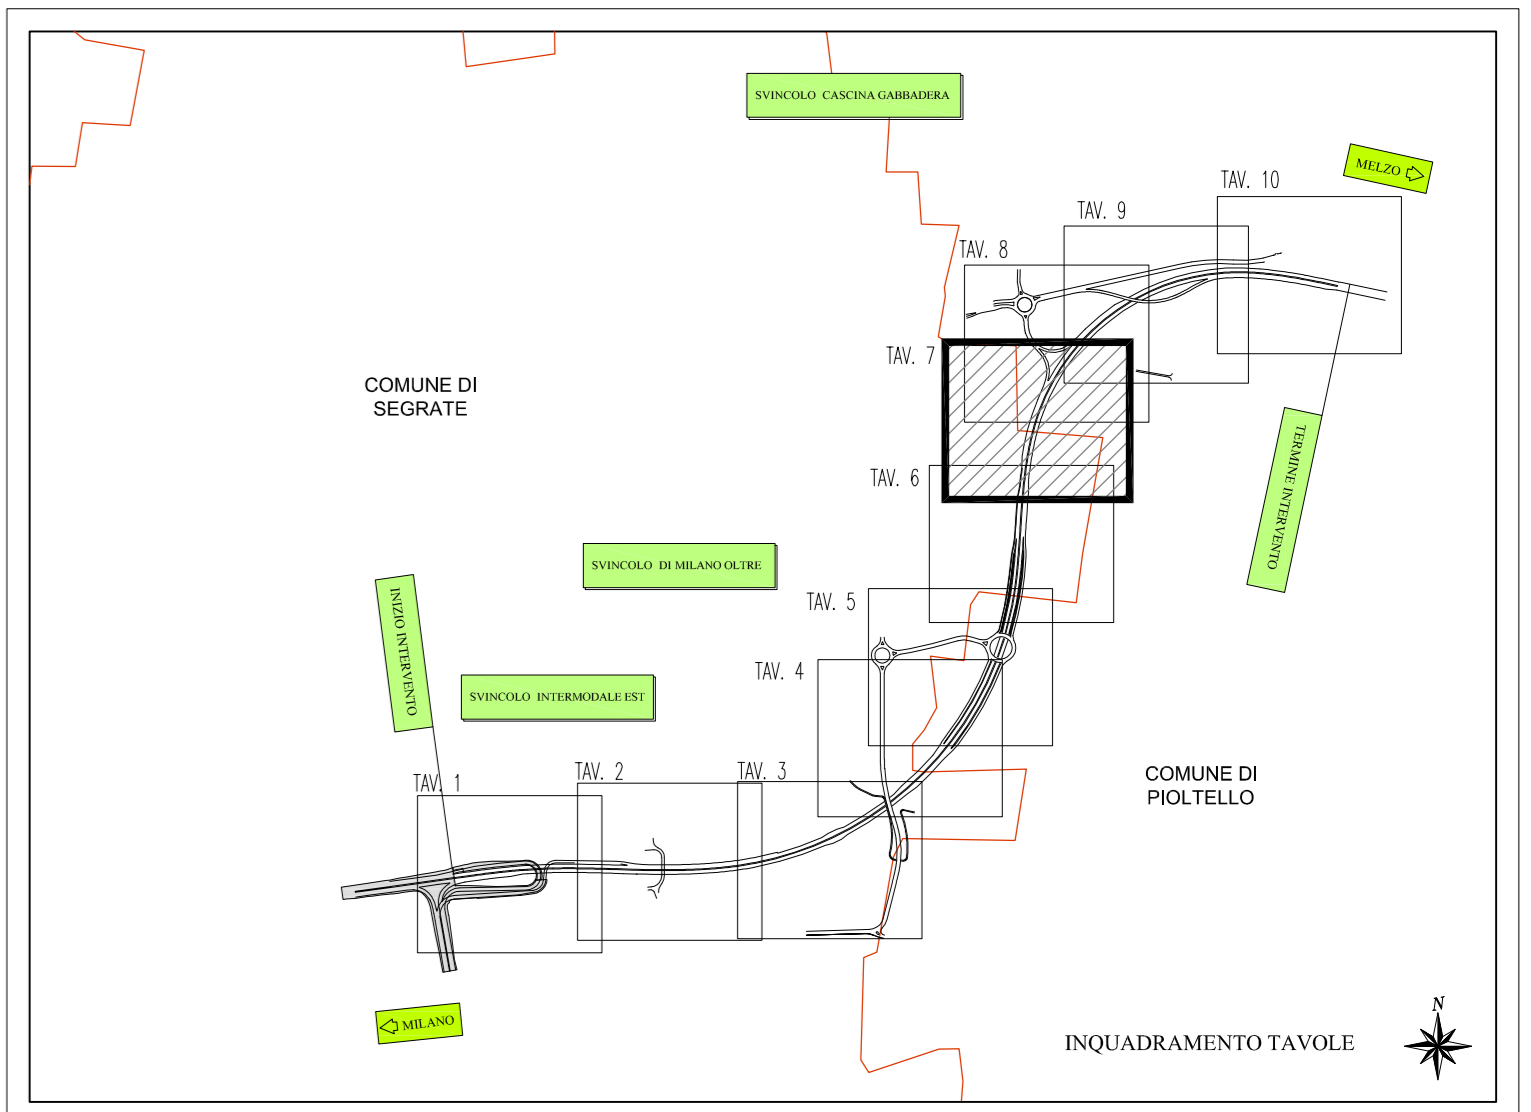 SVINCOLO CASCINA GABBADERA
MELZO
TAV. 10
TAV. 9
TAV. 8
TAV. 7
COMUNE DI
SEGRATE
TERMINE INTERVENTO
TAV. 6
SVINCOLO DI MILANO OLTRE
INIZIO INTERVENTO
TAV. 5
TAV. 4
SVINCOLO INTERMODALE EST
COMUNE DI
PIOLTELLO
TAV. 1
TAV. 2
TAV. 3
MILANO
N
INQUADRAMENTO TAVOLE